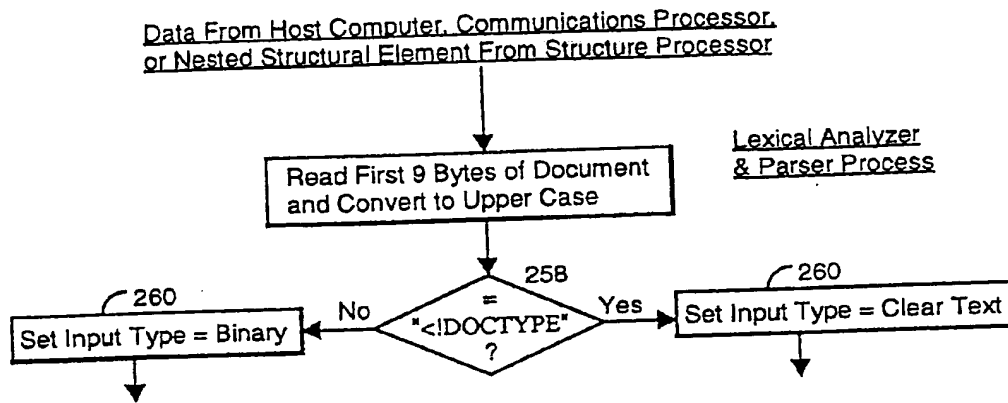 Data From Host Computer, Communications Processor,
or Nested Structural Element From Structure Processor
Lexical Analyzer
& Parser Process
Read First 9 Bytes of Document
and Convert to Upper Case
258
=
"<!DOCTYPE"
?
No
Yes
260
Set Input Type = Binary
260
Set Input Type = Clear Text